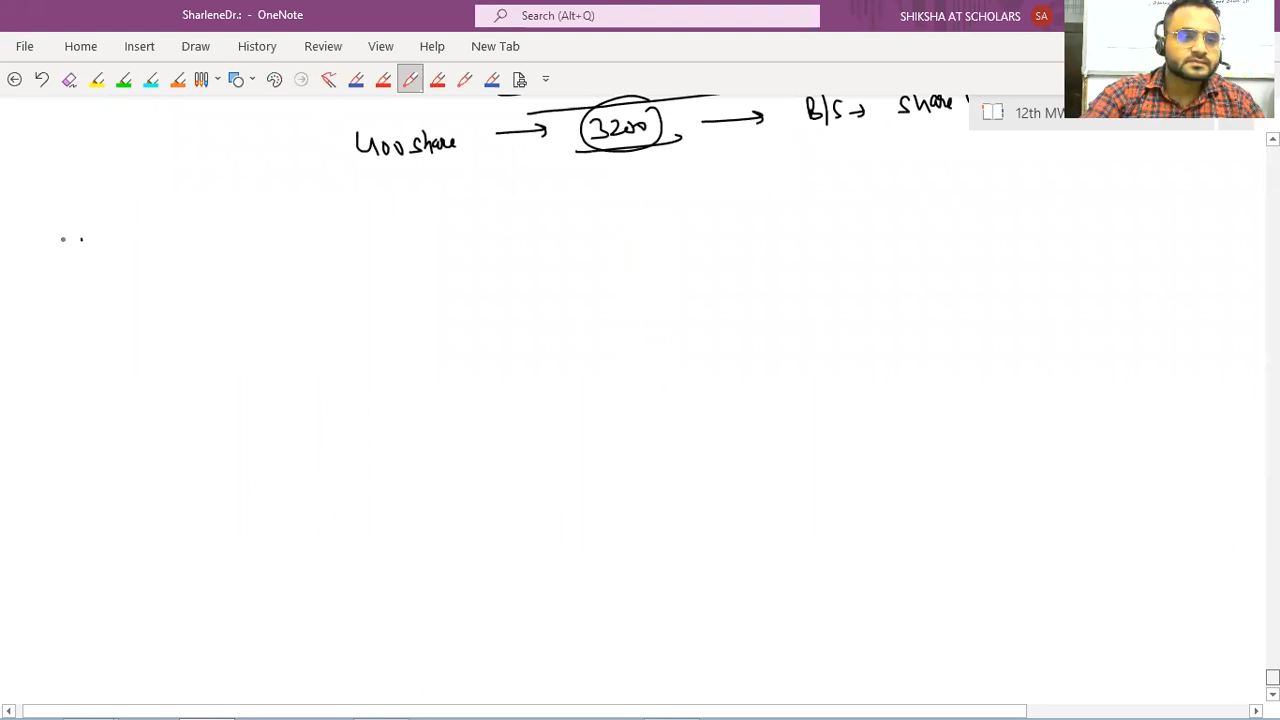 SharleneDr.: - OneNote
Search (Alt+Q)
SHIKSHA AT SCHOLARS SA
File Home Insert Draw History Review View Help New Tab
B/S → share
12th MW
400 share → 3200 →